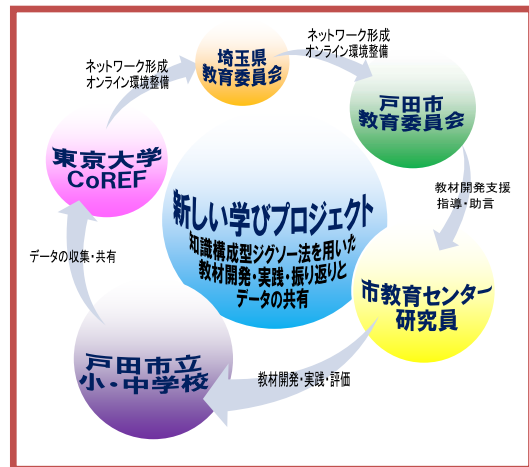 ネットワーク形成
オンライン環境整備
埼玉県
教育委員会
ネットワーク形成
オンライン環境整備
戸田市
教育委員会
東京大学
CoREF
教材開発支援
指導・助言
新しい学びプロジェクト
知識構成型ジグソー法を用いた
教材開発・実践・振り返りと
データの共有
データの収集・共有
市教育センター
研究員
戸田市立
小・中学校
教材開発・実践・評価